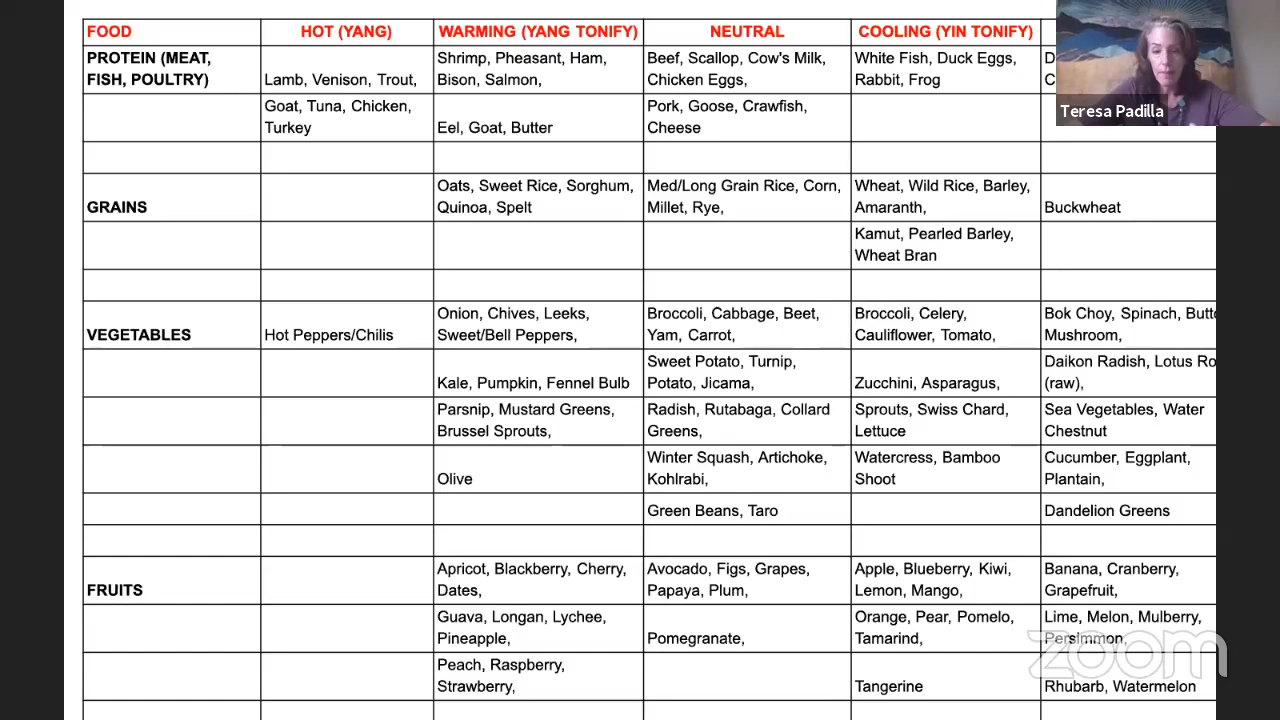 FOOD HOT (YANG) WARMING (YANG TONIFY) NEUTRAL COOLING (YIN TONIFY)
PROTEIN (MEAT, Shrimp, Pheasant, Ham, Beef, Scallop, Cow's Milk, White Fish, Duck Eggs,
FISH, POULTRY) Lamb, Venison, Trout, Bison, Salmon, Chicken Eggs, Rabbit, Frog
Goat, Tuna, Chicken, Pork, Goose, Crawfish,
Turkey Eel, Goat, Butter Cheese
Oats, Sweet Rice, Sorghum, Med/Long Grain Rice, Corn, Wheat, Wild Rice, Barley,
GRAINS Quinoa, Spelt Millet, Rye, Amaranth, Buckwheat
Kamut, Pearled Barley,
Wheat Bran
Onion, Chives, Leeks, Broccoli, Cabbage, Beet, Broccoli, Celery, Bok Choy, Spinach,
VEGETABLES Hot Peppers/Chilis Sweet/Bell Peppers, Yam, Carrot, Cauliflower, Tomato, Mushroom,
Sweet Potato, Turnip, Daikon Radish, Lotus
Kale, Pumpkin, Fennel Bulb Potato, Jicama, Zucchini, Asparagus, (raw),
Parsnip, Mustard Greens, Radish, Rutabaga, Collard Sprouts, Swiss Chard, Sea Vegetables, Water
Brussel Sprouts, Greens, Lettuce Chestnut
Winter Squash, Artichoke, Watercress, Bamboo Cucumber, Eggplant,
Olive Kohlrabi, Shoot Plantain,
Green Beans, Taro Dandelion Greens
Apricot, Blackberry, Cherry, Avocado, Figs, Grapes, Apple, Blueberry, Kiwi, Banana, Cranberry,
FRUITS Dates, Papaya, Plum, Lemon, Mango, Grapefruit,
Guava, Longan, Lychee, Orange, Pear, Pomelo, Lime, Melon, Mulberry,
Pineapple, Pomegranate, Tamarind, Persimmon,
Peach, Raspberry,
Strawberry, Tangerine Rhubarb, Watermelon
Teresa Padilla
zoom